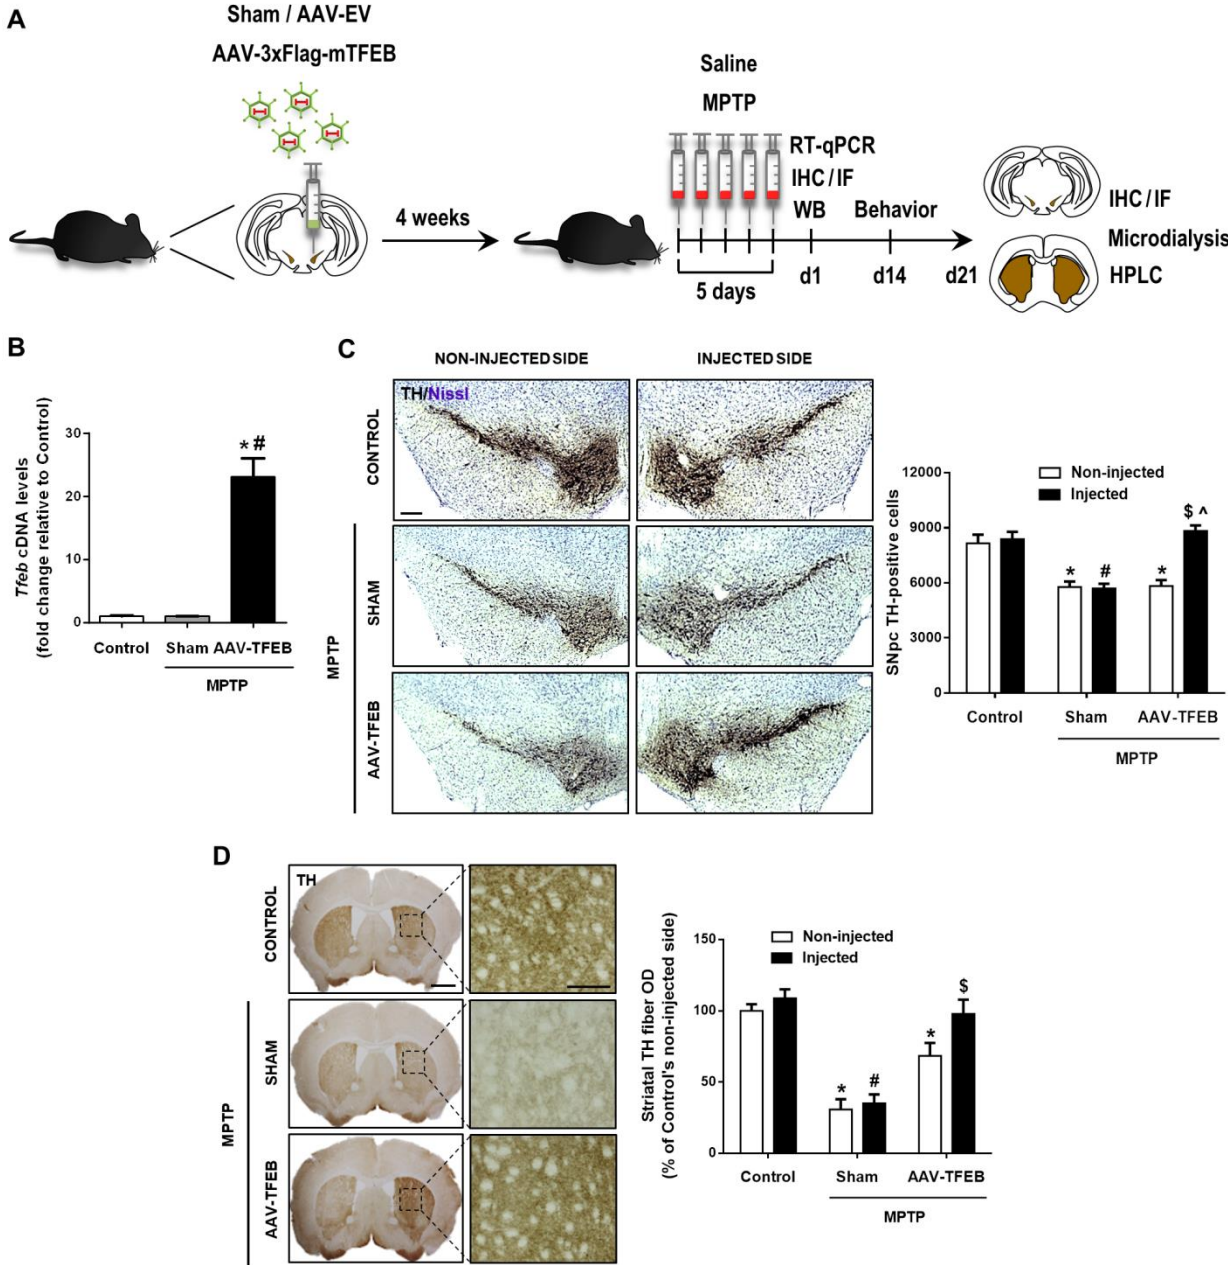 A
Sham / AAV-EV
AAV-3xFlag-mTFEB
4 weeks
Saline
MPTP
RT-qPCR
IHC / IF
WB
Behavior
5 days
d1
d14
d21
IHC / IF
Microdialysis
HPLC
B
Tfeb cDNA levels
(fold change relative to Control)
30
20
10
0
* #
Control
Sham
AAV-TFEB
MPTP
C
NON-INJECTED SIDE
INJECTED SIDE
TH/Nissl
CONTROL
SHAM
AAV-TFEB
MPTP
SNpc TH-positive cells
12000
9000
6000
3000
0
Non-injected
Injected
*
#
*
$ ^
Control
Sham
AAV-TFEB
MPTP
D
TH
CONTROL
SHAM
AAV-TFEB
MPTP
Striatal TH fiber OD
(% of Control's non-injected side)
150
100
50
0
Non-injected
Injected
*
#
*
$
Control
Sham
AAV-TFEB
MPTP